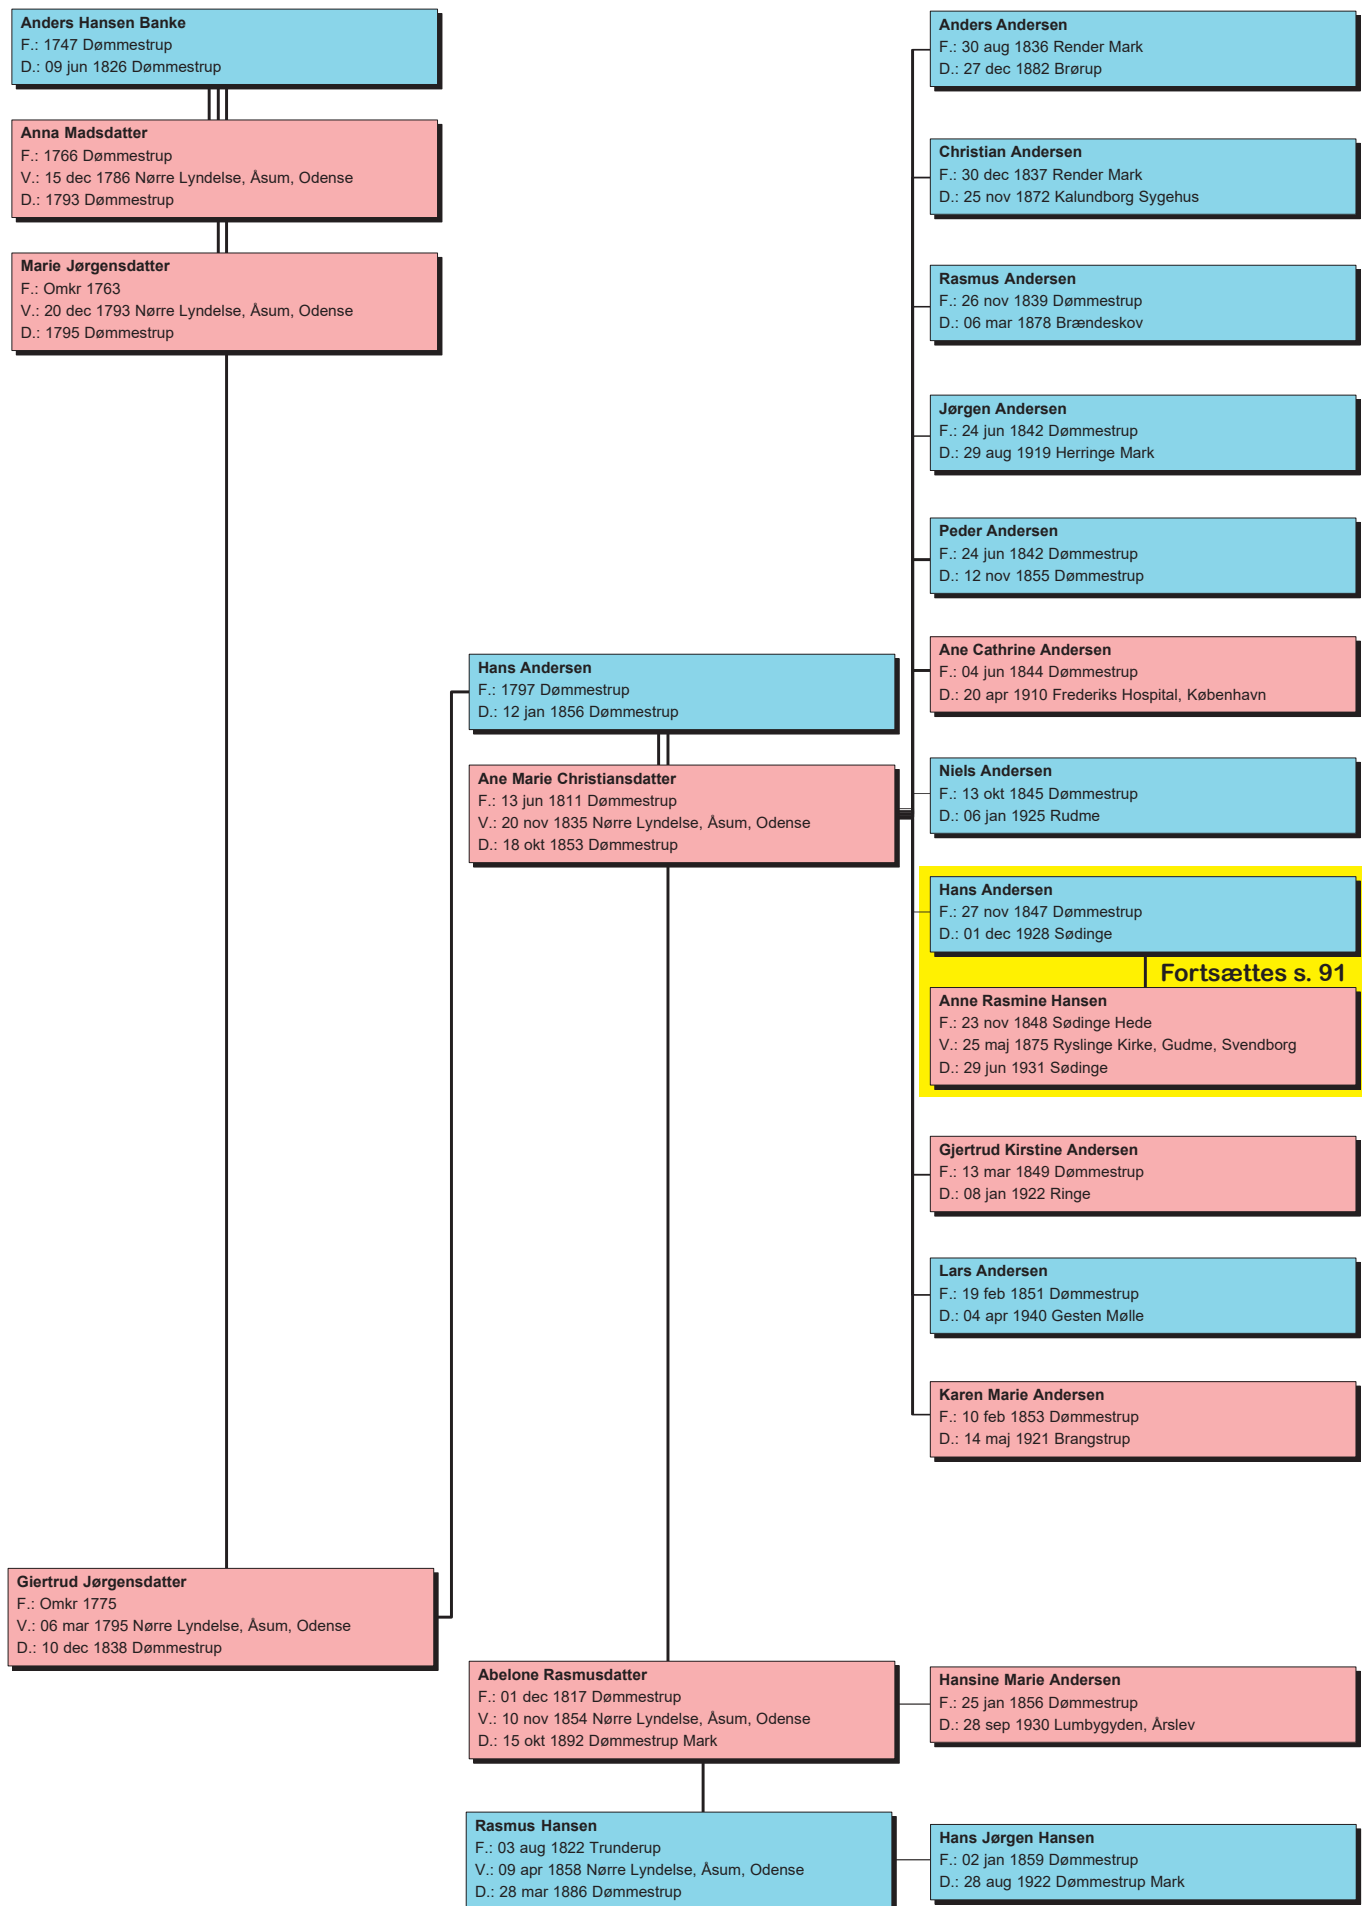 Anders Hansen Banke
F.: 1747 Dømmestrup
D.: 09 jun 1826 Dømmestrup
Anna Madsdatter
F.: 1766 Dømmestrup
V.: 15 dec 1786 Nørre Lyndelse, Åsum, Odense
D.: 1793 Dømmestrup
Marie Jørgensdatter
F.: Omkr 1763
V.: 20 dec 1793 Nørre Lyndelse, Åsum, Odense
D.: 1795 Dømmestrup
Giertrud Jørgensdatter
F.: Omkr 1775
V.: 06 mar 1795 Nørre Lyndelse, Åsum, Odense
D.: 10 dec 1838 Dømmestrup
Hans Andersen
F.: 1797 Dømmestrup
D.: 12 jan 1856 Dømmestrup
Ane Marie Christiansdatter
F.: 13 jun 1811 Dømmestrup
V.: 20 nov 1835 Nørre Lyndelse, Åsum, Odense
D.: 18 okt 1853 Dømmestrup
Abelone Rasmusdatter
F.: 01 dec 1817 Dømmestrup
V.: 10 nov 1854 Nørre Lyndelse, Åsum, Odense
D.: 15 okt 1892 Dømmestrup Mark
Rasmus Hansen
F.: 03 aug 1822 Trunderup
V.: 09 apr 1858 Nørre Lyndelse, Åsum, Odense
D.: 28 mar 1886 Dømmestrup
Anders Andersen
F.: 30 aug 1836 Render Mark
D.: 27 dec 1882 Brørup
Christian Andersen
F.: 30 dec 1837 Render Mark
D.: 25 nov 1872 Kalundborg Sygehus
Rasmus Andersen
F.: 26 nov 1839 Dømmestrup
D.: 06 mar 1878 Brændeskov
Jørgen Andersen
F.: 24 jun 1842 Dømmestrup
D.: 29 aug 1919 Herringe Mark
Peder Andersen
F.: 24 jun 1842 Dømmestrup
D.: 12 nov 1855 Dømmestrup
Ane Cathrine Andersen
F.: 04 jun 1844 Dømmestrup
D.: 20 apr 1910 Frederiks Hospital, København
Niels Andersen
F.: 13 okt 1845 Dømmestrup
D.: 06 jan 1925 Rudme
Hans Andersen
F.: 27 nov 1847 Dømmestrup
D.: 01 dec 1928 Sødinge
Fortsættes s. 91
Anne Rasmine Hansen
F.: 23 nov 1848 Sødinge Hede
V.: 25 maj 1875 Ryslinge Kirke, Gudme, Svendborg
D.: 29 jun 1931 Sødinge
Gjertrud Kirstine Andersen
F.: 13 mar 1849 Dømmestrup
D.: 08 jan 1922 Ringe
Lars Andersen
F.: 19 feb 1851 Dømmestrup
D.: 04 apr 1940 Gesten Mølle
Karen Marie Andersen
F.: 10 feb 1853 Dømmestrup
D.: 14 maj 1921 Brangstrup
Hansine Marie Andersen
F.: 25 jan 1856 Dømmestrup
D.: 28 sep 1930 Lumbygyden, Årslev
Hans Jørgen Hansen
F.: 02 jan 1859 Dømmestrup
D.: 28 aug 1922 Dømmestrup Mark